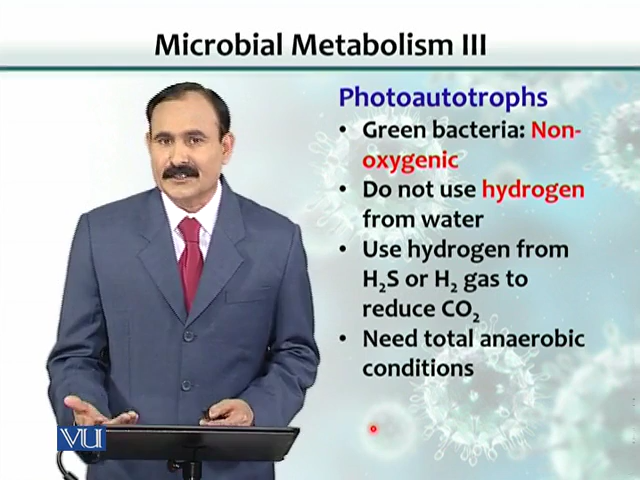 Microbial Metabolism III
Photoautotrophs
• Green bacteria: Non-
oxygenic
• Do not use hydrogen
from water
• Use hydrogen from
H₂S or H₂ gas to
reduce CO₂
• Need total anaerobic
conditions
VU